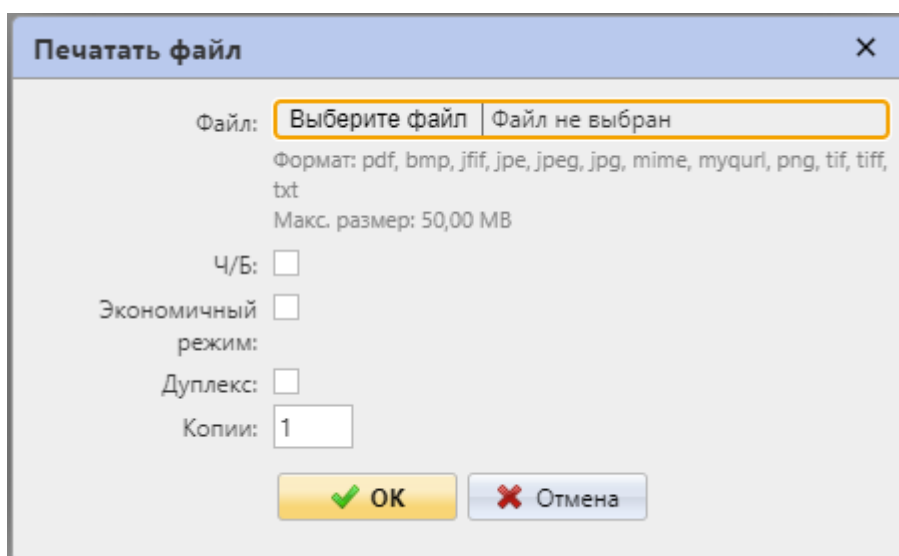 Печатать файл
Файл: Выберите файл Файл не выбран
Формат: pdf, bmp, jfif, jpe, jpeg, jpg, mime, myqurl, png, tif, tiff,
txt
Макс. размер: 50,00 MB
Ч/Б:
Экономичный
режим:
Дуплекс:
Копии: 1
OK Отмена